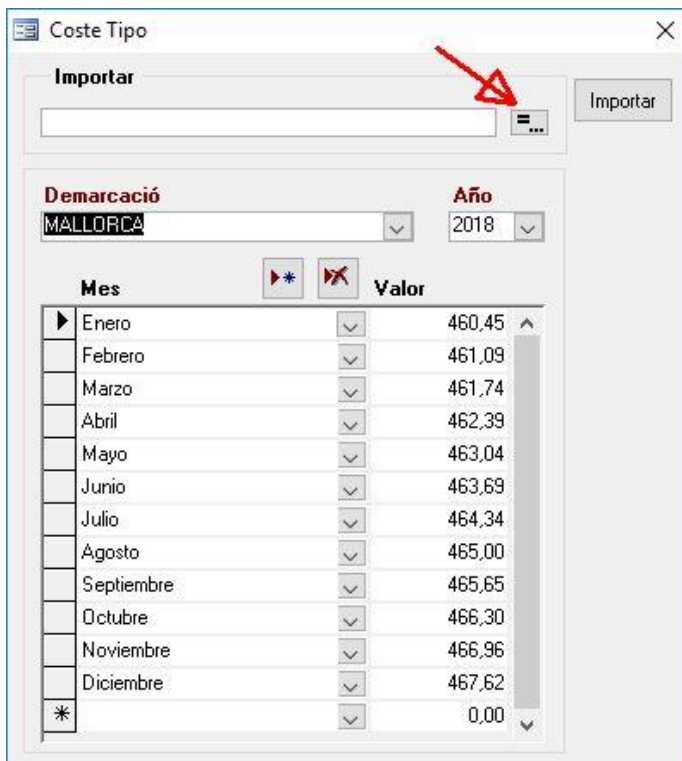 Coste Tipo
Importar
Importar
=...
Demarcació Año
MALLORCA 2018
Mes Valor
Enero 460,45
Febrero 461,09
Marzo 461,74
Abril 462,39
Mayo 463,04
Junio 463,69
Julio 464,34
Agosto 465,00
Septiembre 465,65
Octubre 466,30
Noviembre 466,96
Diciembre 467,62
0,00